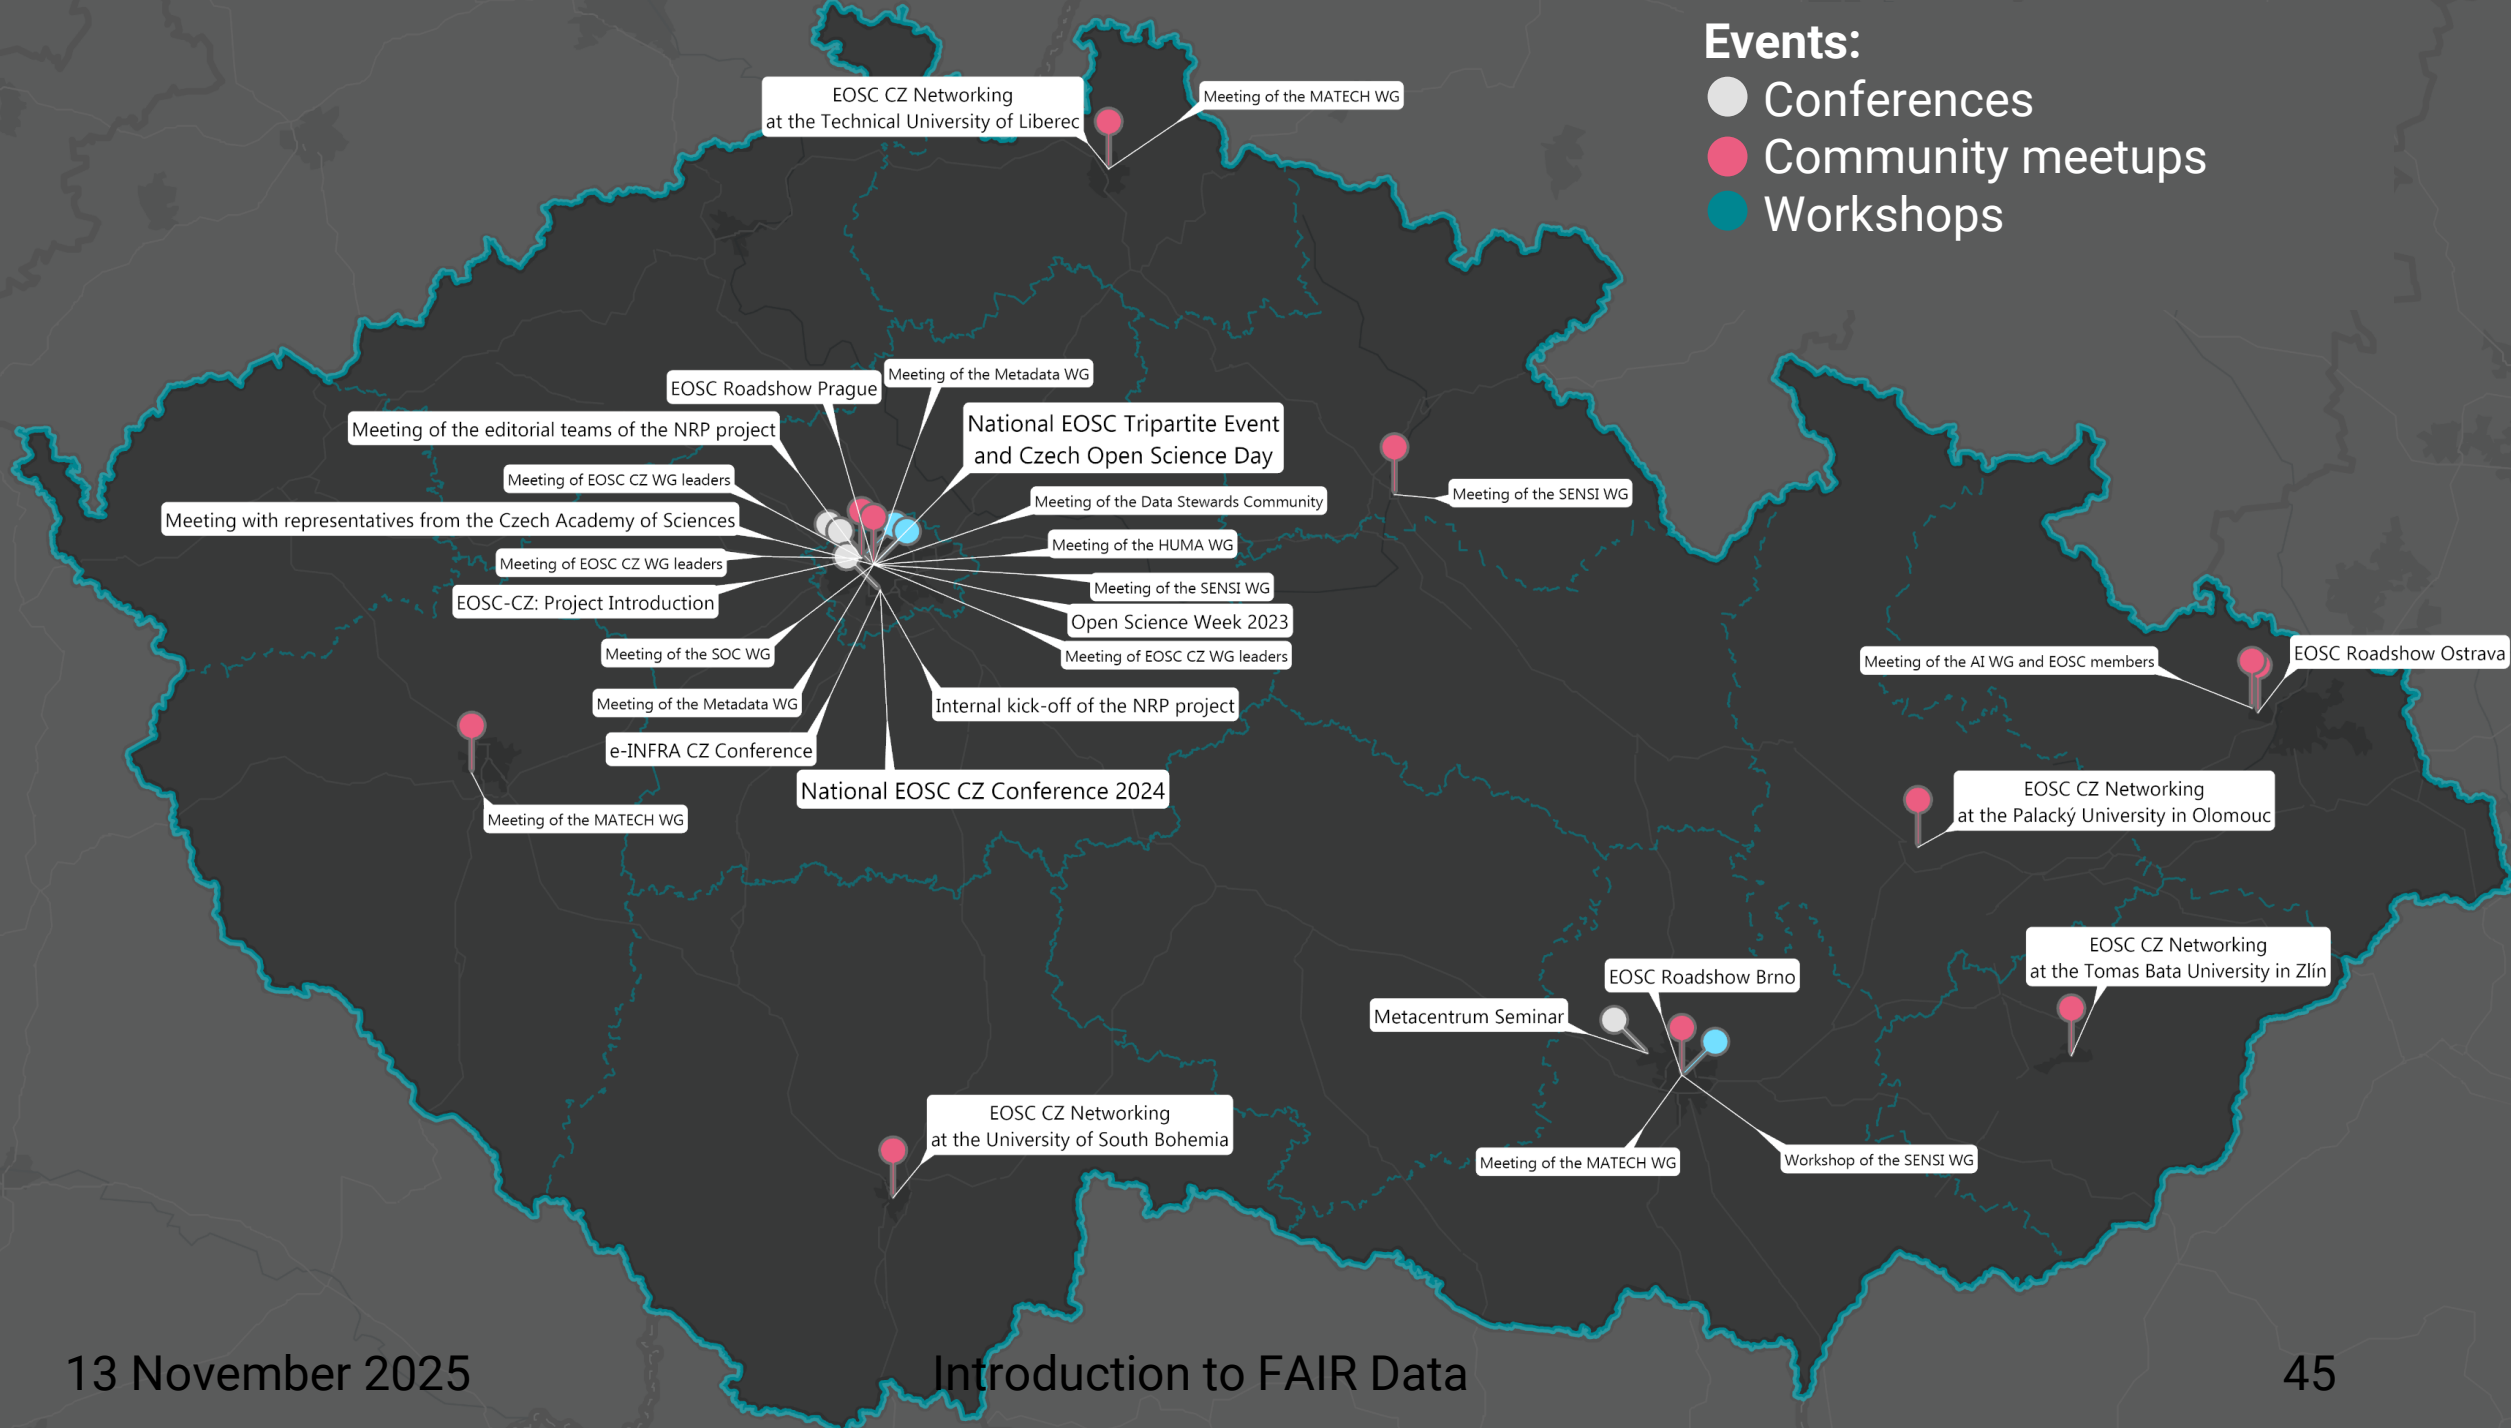 Events:
Conferences
Community meetups
Workshops
EOSC CZ Networking
at the Technical University of Liberec
Meeting of the MATECH WG
EOSC Roadshow Prague
Meeting of the Metadata WG
Meeting of the editorial teams of the NRP project
National EOSC Tripartite Event
and Czech Open Science Day
Meeting of EOSC CZ WG leaders
Meeting of the Data Stewards Community
Meeting of the SENSI WG
Meeting with representatives from the Czech Academy of Sciences
Meeting of the HUMA WG
Meeting of EOSC CZ WG leaders
Meeting of the SENSI WG
EOSC-CZ: Project Introduction
Open Science Week 2023
Meeting of the SOC WG
Meeting of EOSC CZ WG leaders
Meeting of the AI WG and EOSC members
EOSC Roadshow Ostrava
Meeting of the Metadata WG
Internal kick-off of the NRP project
e-INFRA CZ Conference
National EOSC CZ Conference 2024
Meeting of the MATECH WG
EOSC CZ Networking
at the Palacký University in Olomouc
EOSC CZ Networking
at the Tomas Bata University in Zlín
EOSC Roadshow Brno
Metacentrum Seminar
EOSC CZ Networking
at the University of South Bohemia
Meeting of the MATECH WG
Workshop of the SENSI WG
13 November 2025
Introduction to FAIR Data
45